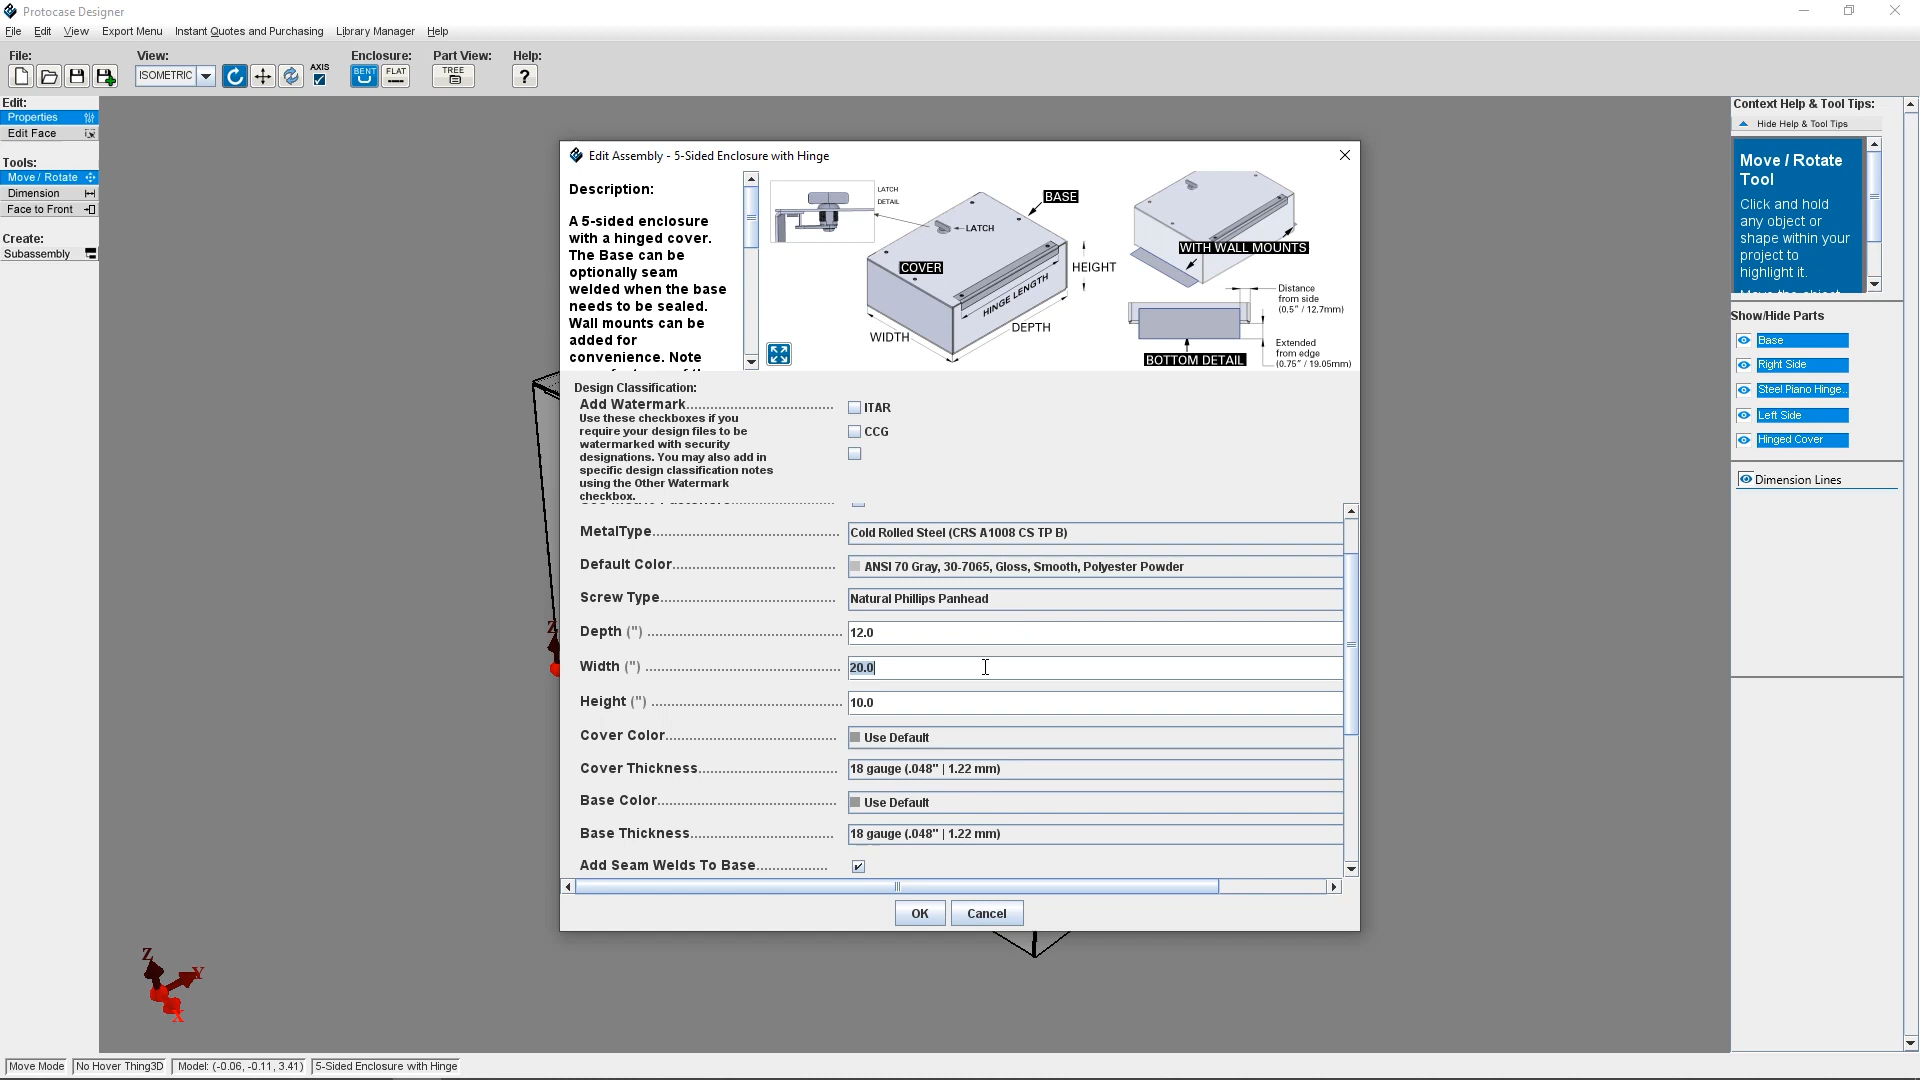 Protocase Designer
File Edit View Export Menu Instant Quotes and Purchasing Library Manager Help
File: View: Enclosure: Part View: Help:
ISOMETRIC AXIS BENT FLAT TREE ?
Edit:
Properties
Edit Face
Tools:
Move / Rotate
Dimension
Face to Front
Create:
Subassembly
Edit Assembly - 5-Sided Enclosure with Hinge
Description:
A 5-sided enclosure
with a hinged cover.
The Base can be
optionally seam
welded when the base
needs to be sealed.
Wall mounts can be
added for
convenience. Note
LATCH
DETAIL
BASE
LATCH
COVER
HEIGHT
HINGE LENGTH
WIDTH
DEPTH
WITH WALL MOUNTS
Distance
from side
(0.5" / 12.7mm)
Extended
from edge
(0.75" / 19.05mm)
BOTTOM DETAIL
Design Classification:
Add Watermark
Use these checkboxes if you
require your design files to be
watermarked with security
designations. You may also add in
specific design classification notes
using the Other Watermark
checkbox.
ITAR
CCG
MetalType Cold Rolled Steel (CRS A1008 CS TP B)
Default Color ANSI 70 Gray, 30-7065, Gloss, Smooth, Polyester Powder
Screw Type Natural Phillips Panhead
Depth (") 12.0
Width (") 20.0
Height (") 10.0
Cover Color Use Default
Cover Thickness 18 gauge (.048" | 1.22 mm)
Base Color Use Default
Base Thickness 18 gauge (.048" | 1.22 mm)
Add Seam Welds To Base
OK Cancel
Context Help & Tool Tips:
Hide Help & Tool Tips
Move / Rotate
Tool
Click and hold
any object or
shape within your
project to
highlight it.
Show/Hide Parts
Base
Right Side
Steel Piano Hinge..
Left Side
Hinged Cover
Dimension Lines
Z
Z
Y
X
Move Mode No Hover Thing3D Model: (-0.06, -0.11, 3.41) 5-Sided Enclosure with Hinge